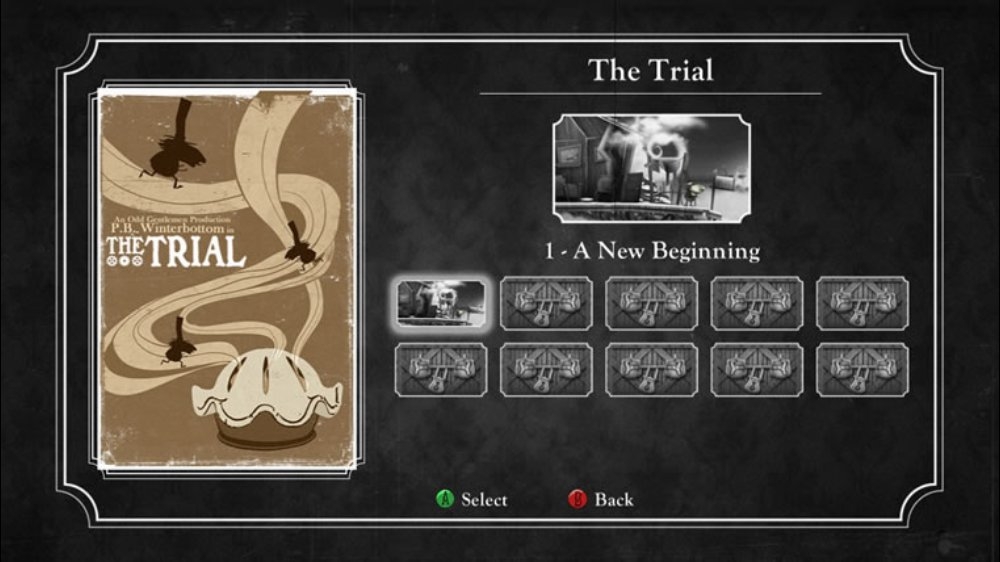 The Trial
An Odd Gentlemen Production
P.B. Winterbottom in
THE TRIAL
1 - A New Beginning
A Select
B Back